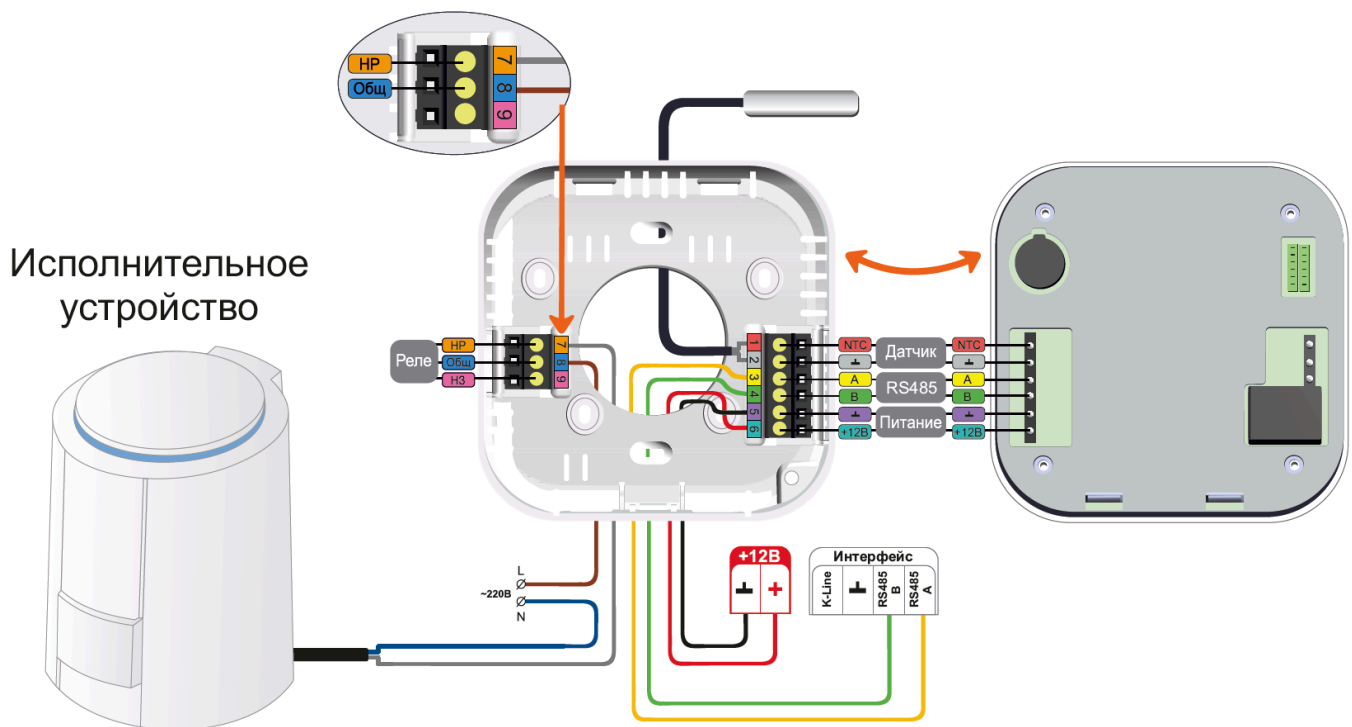 НР
Общ
7
8
9
Исполнительное
устройство
Реле
НР
Общ
НЗ
7
8
9
1
2
3
4
5
6
NTC
Датчик
NTC
A
RS485
A
B
B
Питание
+12В
+12В
L
~220В
N
+12В
+
Интерфейс
K-Line
RS485
B
RS485
A